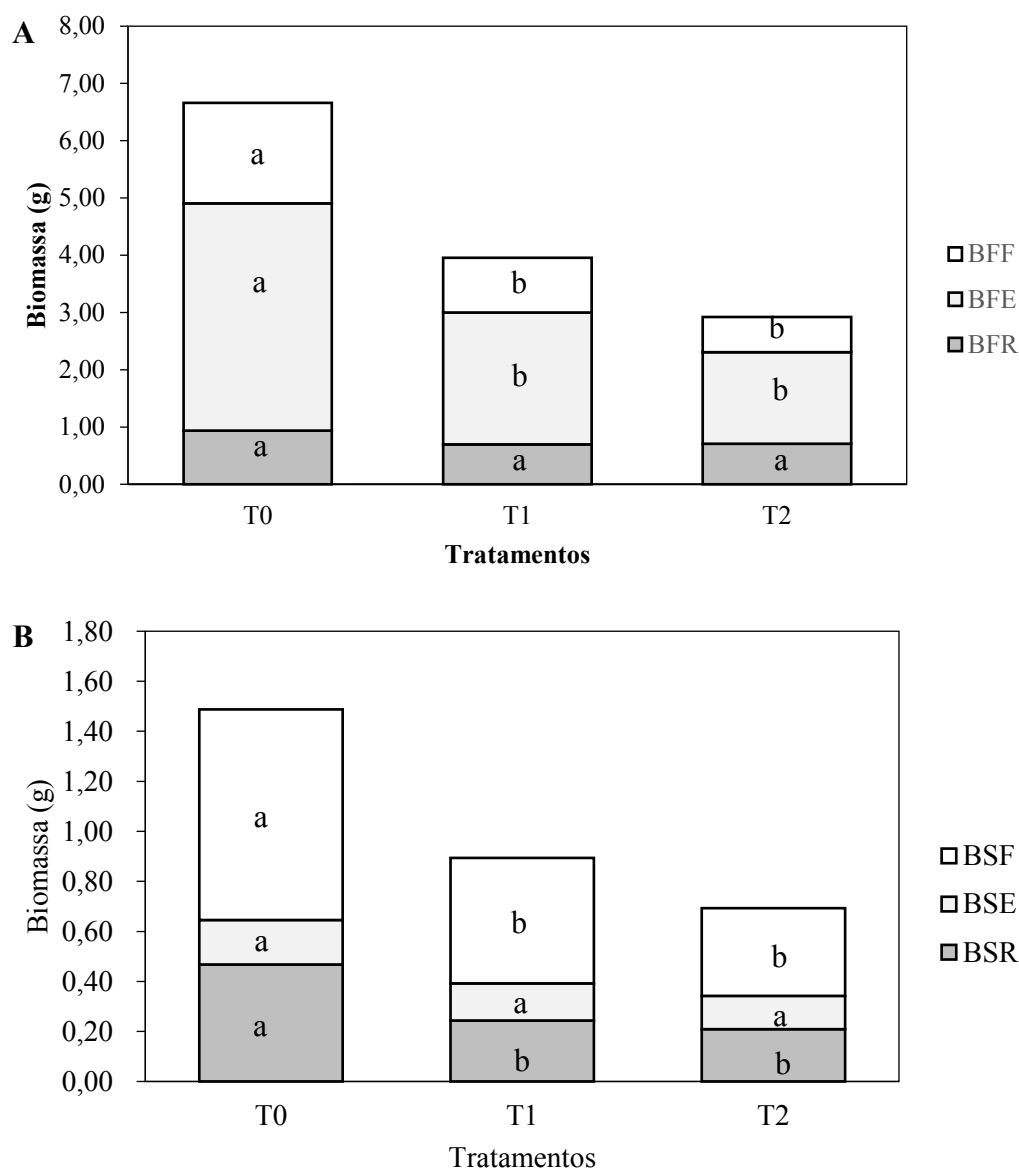 A
8,00
7,00
6,00
5,00
4,00
3,00
2,00
1,00
0,00
Biomassa (g)
a
a
a
b
b
a
b
b
a
BFF
BFE
BFR
T0 T1 T2
Tratamentos
B
1,80
1,60
1,40
1,20
1,00
0,80
0,60
0,40
0,20
0,00
Biomassa (g)
a
a
a
b
a
b
b
a
b
BSF
BSE
BSR
T0 T1 T2
Tratamentos